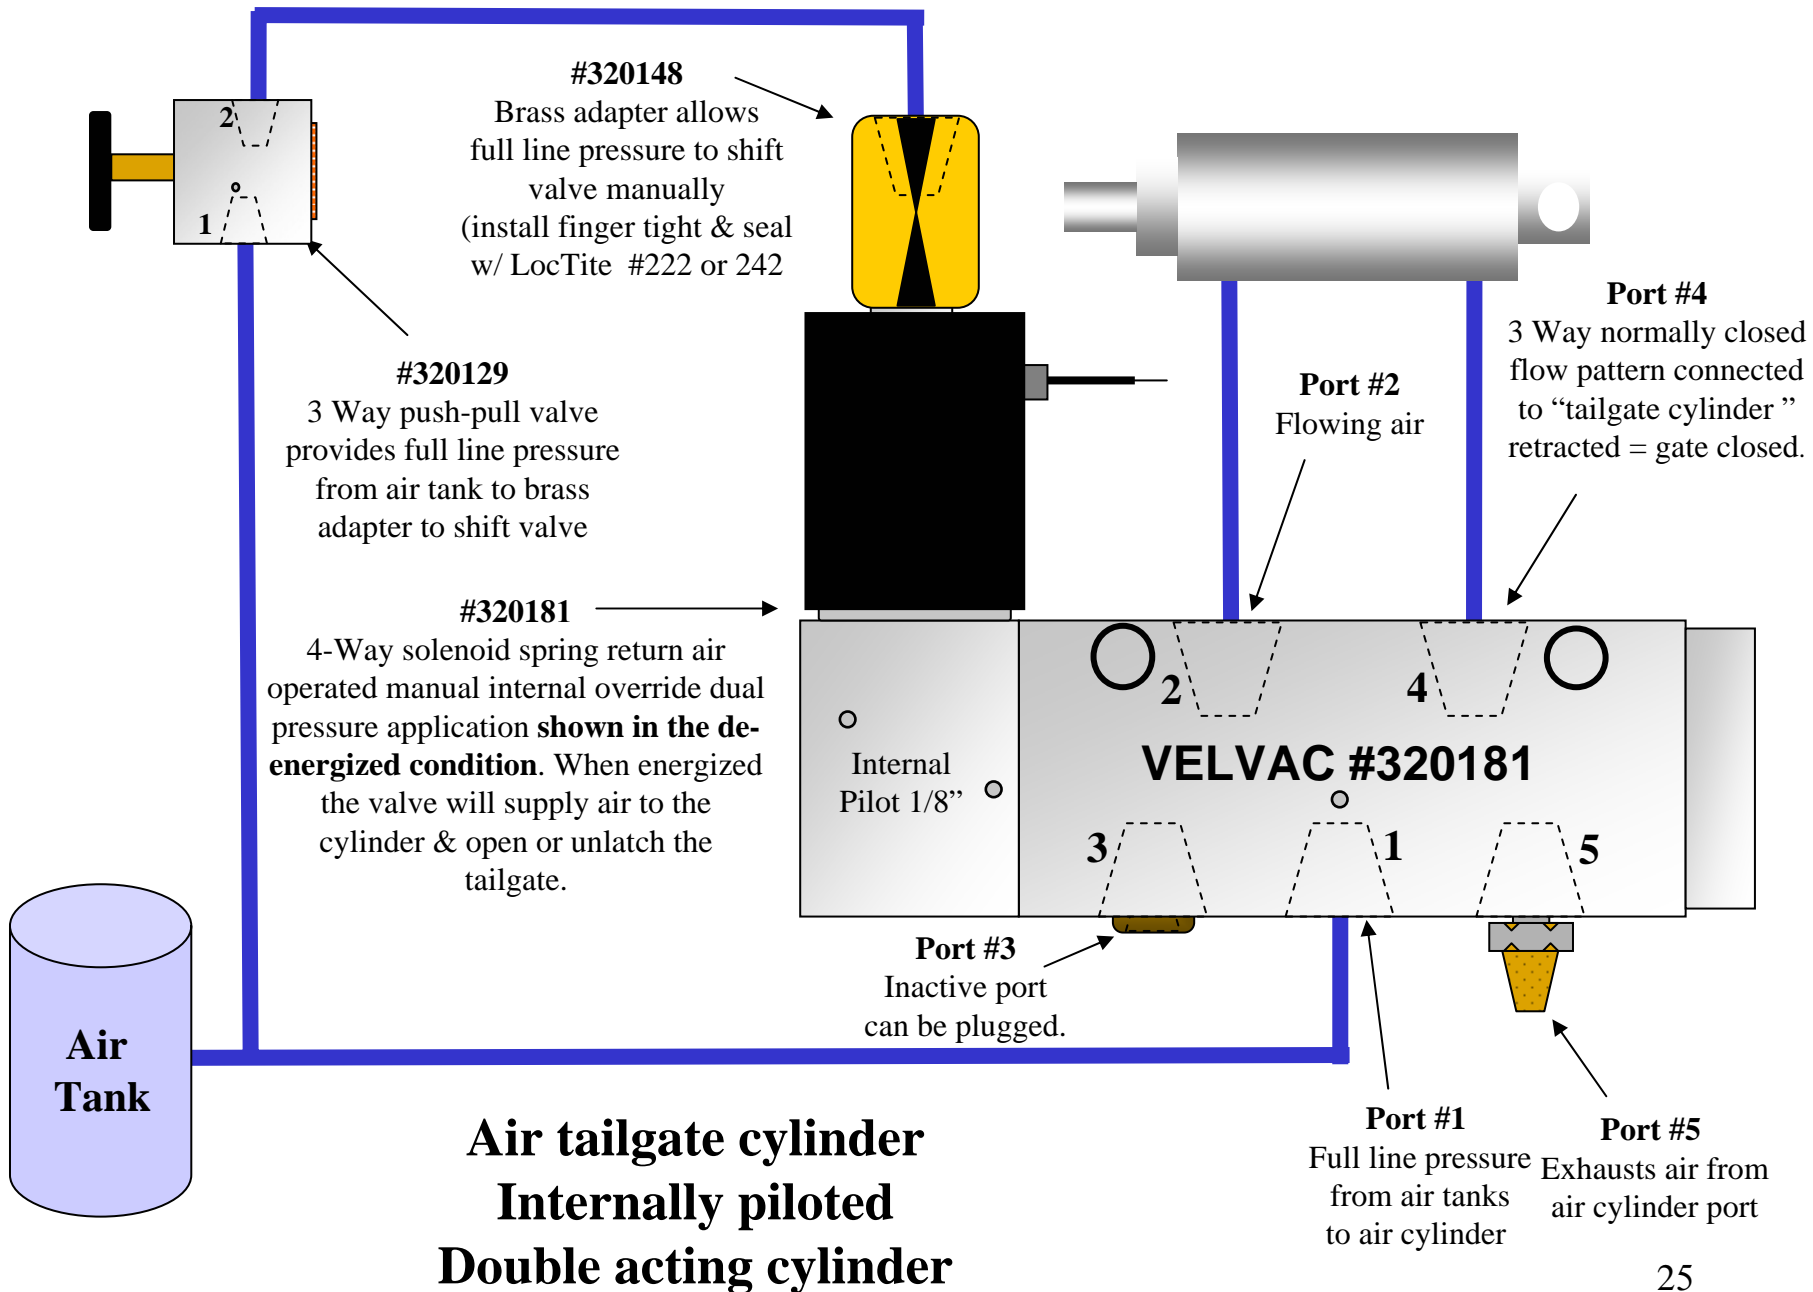 #320148
Brass adapter allows
full line pressure to shift
valve manually
(install finger tight & seal
w/ LocTite #222 or 242
2
1
#320129
3 Way push-pull valve
provides full line pressure
from air tank to brass
adapter to shift valve
Port #2
Flowing air
Port #4
3 Way normally closed
flow pattern connected
to “tailgate cylinder ”
retracted = gate closed.
#320181
4-Way solenoid spring return air
operated manual internal override dual
pressure application shown in the de-
energized condition. When energized
the valve will supply air to the
cylinder & open or unlatch the
tailgate.
2
4
Internal
Pilot 1/8”
VELVAC #320181
3
1
5
Port #3
Inactive port
can be plugged.
Air
Tank
Port #1
Full line pressure
from air tanks
to air cylinder
Port #5
Exhausts air from
air cylinder port
Air tailgate cylinder
Internally piloted
Double acting cylinder
25